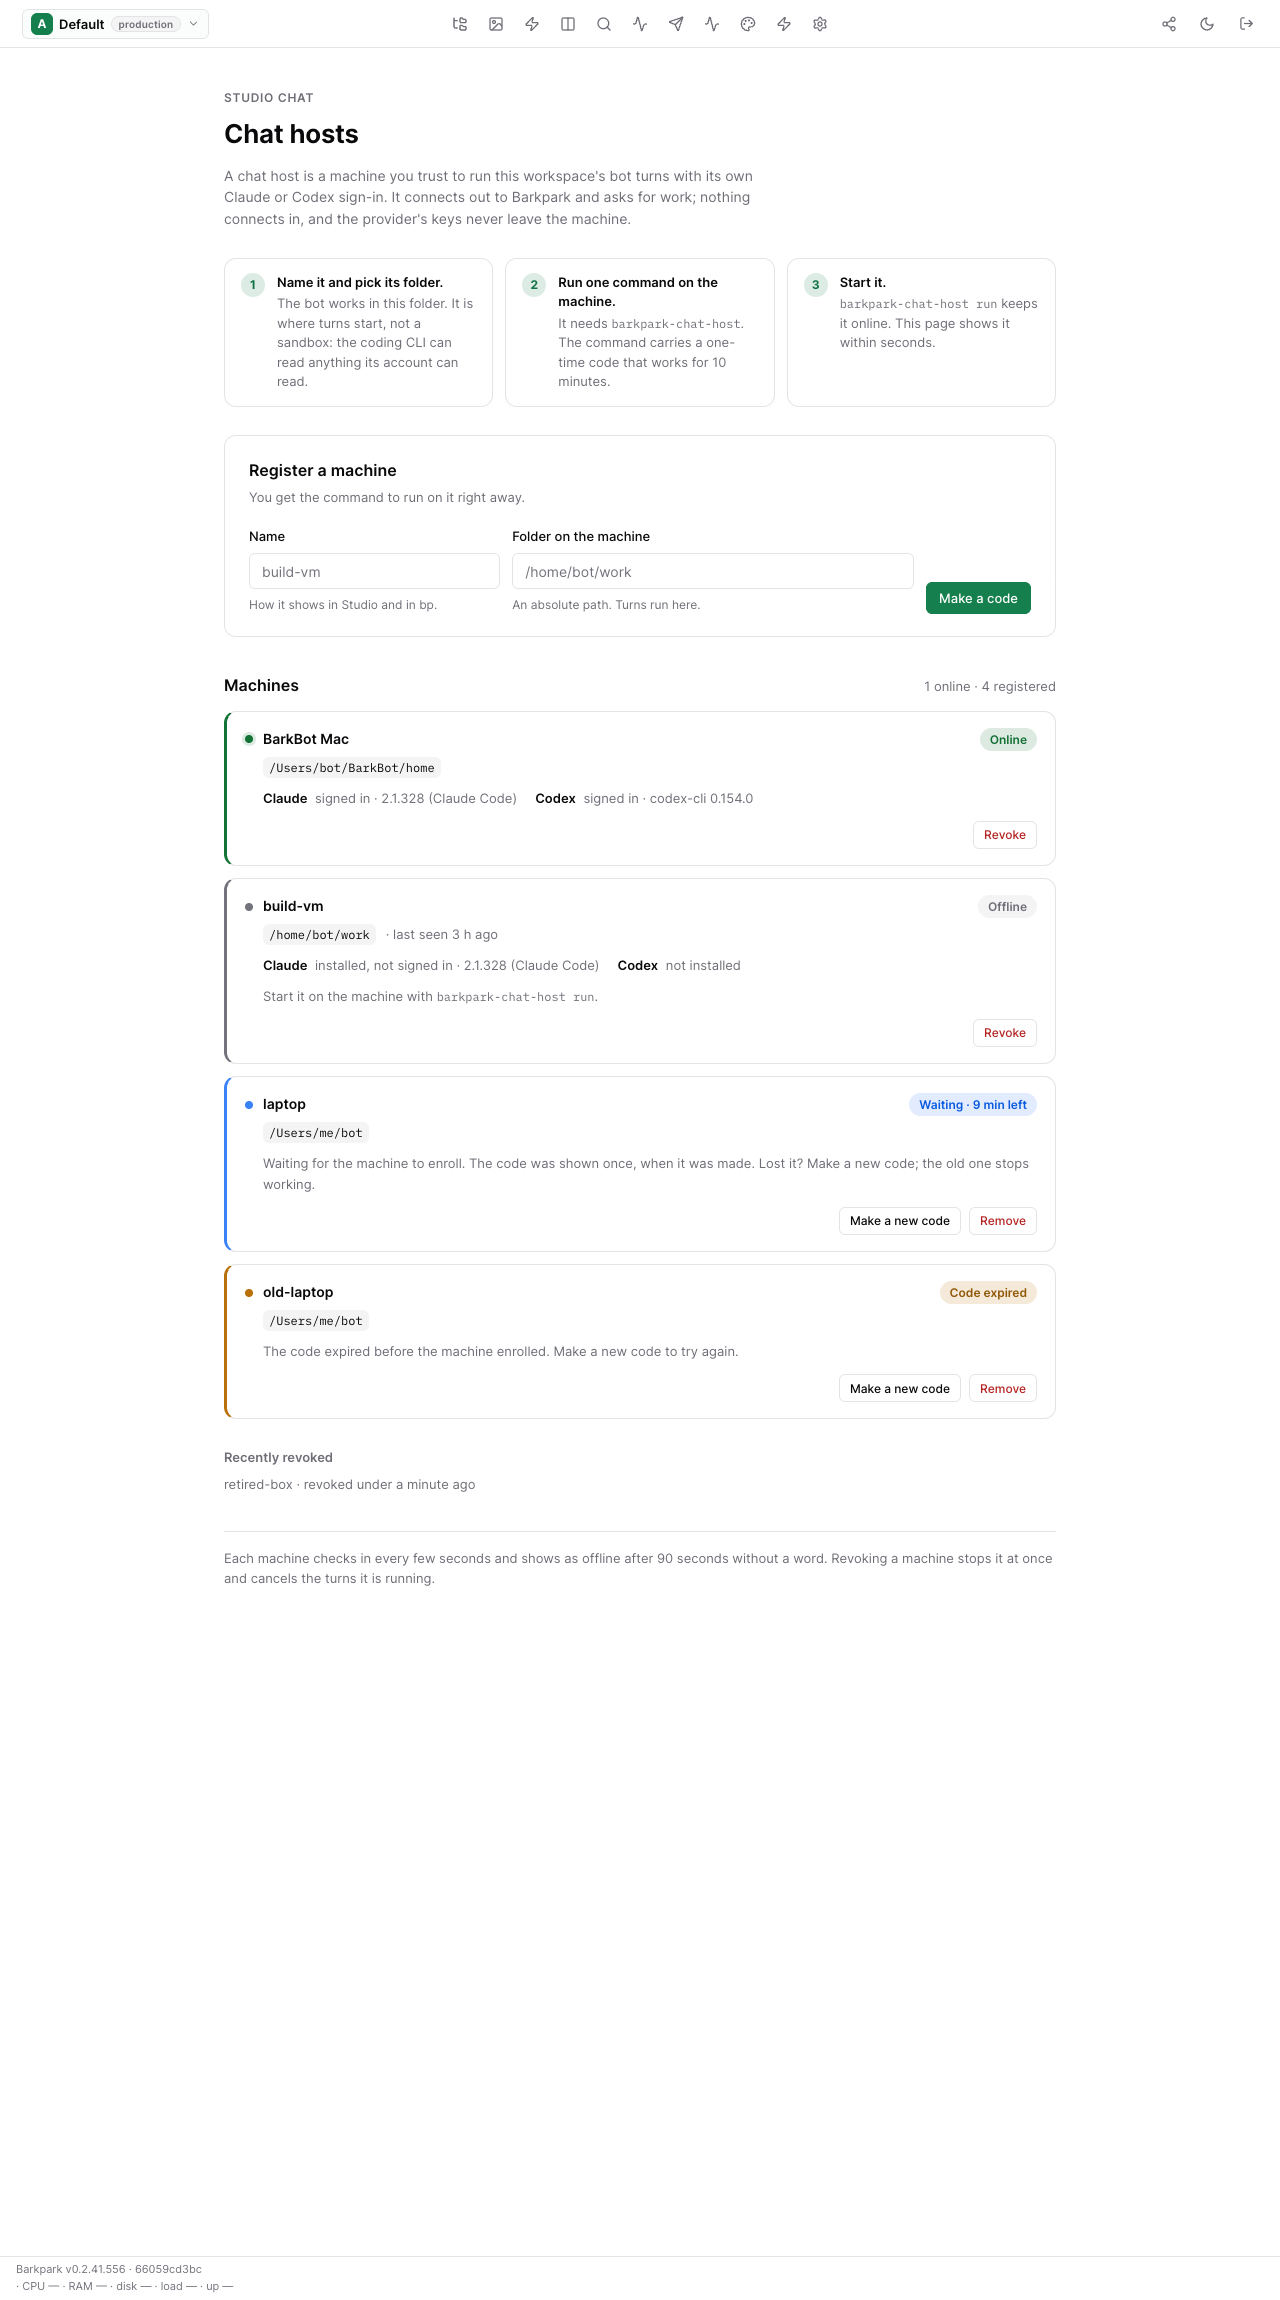 A Default production
STUDIO CHAT
Chat hosts
A chat host is a machine you trust to run this workspace's bot turns with its own
Claude or Codex sign-in. It connects out to Barkpark and asks for work; nothing
connects in, and the provider's keys never leave the machine.
1
Name it and pick its folder.
The bot works in this folder. It is
where turns start, not a
sandbox: the coding CLI can
read anything its account can
read.
2
Run one command on the
machine.
It needs barkpark-chat-host.
The command carries a one-
time code that works for 10
minutes.
3
Start it.
barkpark-chat-host run keeps
it online. This page shows it
within seconds.
Register a machine
You get the command to run on it right away.
Name
build-vm
How it shows in Studio and in bp.
Folder on the machine
/home/bot/work
An absolute path. Turns run here.
Make a code
Machines
1 online · 4 registered
BarkBot Mac
Online
/Users/bot/BarkBot/home
Claude signed in · 2.1.328 (Claude Code) Codex signed in · codex-cli 0.154.0
Revoke
build-vm
Offline
/home/bot/work · last seen 3 h ago
Claude installed, not signed in · 2.1.328 (Claude Code) Codex not installed
Start it on the machine with barkpark-chat-host run.
Revoke
laptop
Waiting · 9 min left
/Users/me/bot
Waiting for the machine to enroll. The code was shown once, when it was made. Lost it? Make a new code; the old one stops
working.
Make a new code
Remove
old-laptop
Code expired
/Users/me/bot
The code expired before the machine enrolled. Make a new code to try again.
Make a new code
Remove
Recently revoked
retired-box · revoked under a minute ago
Each machine checks in every few seconds and shows as offline after 90 seconds without a word. Revoking a machine stops it at once
and cancels the turns it is running.
Barkpark v0.2.41.556 · 66059cd3bc
· CPU — · RAM — · disk — · load — · up —